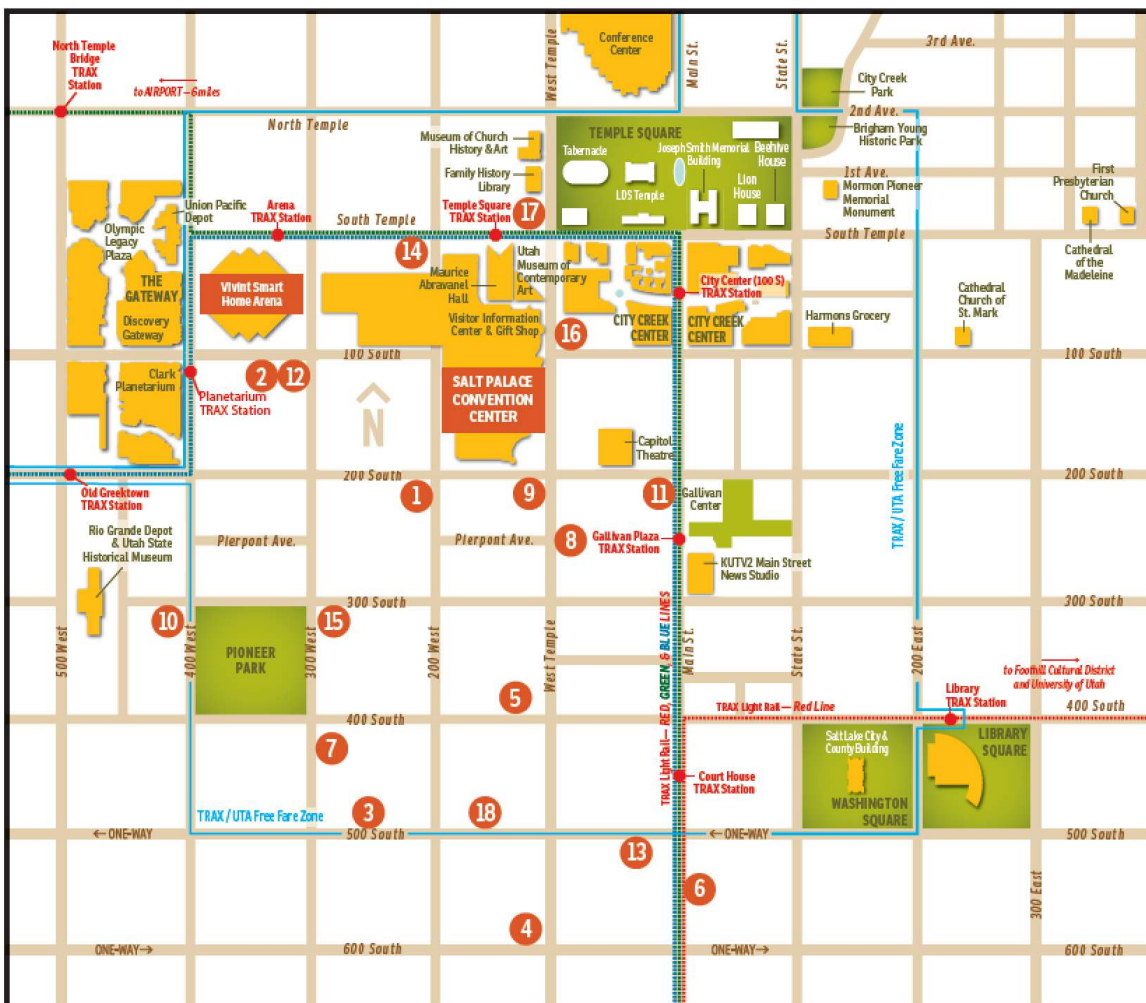 North Temple
Bridge
TRAX
Station
to AIRPORT – 6 miles
West Temple
Conference
Center
Main St.
State St.
3rd Ave.
City Creek
Park
2nd Ave.
Brigham Young
Historic Park
North Temple
Museum of Church
History & Art
Family History
Library
TEMPLE SQUARE
Tabernacle
LDS Temple
Joseph Smith Memorial
Building
Beehive
House
Lion
House
1st Ave.
Mormon Pioneer
Memorial
Monument
First
Presbyterian
Church
Cathedral
of the
Madeleine
Union Pacific
Depot
Olympic
Legacy
Plaza
Arena
TRAX Station
South Temple
Temple Square
TRAX Station
17
South Temple
14
THE
GATEWAY
Discovery
Gateway
Vivint Smart
Home Arena
Maurice
Abravanel
Hall
Utah
Museum of
Contemporary
Art
Visitor Information
Center & Gift Shop
16
CITY CREEK
CENTER
City Center (100 S)
TRAX Station
CITY CREEK
CENTER
Harmons Grocery
Cathedral
Church of
St. Mark
100 South
100 South
Clark
Planetarium
Planetarium
TRAX Station
2
12
N
SALT PALACE
CONVENTION
CENTER
Capitol
Theatre
200 South
200 South
Old Greektown
TRAX Station
1
9
11
Gallivan
Center
TRAX / UTA Free Fare Zone
Rio Grande Depot
& Utah State
Historical Museum
Pierpont Ave.
Pierpont Ave.
8
Gallivan Plaza
TRAX Station
KUTV2 Main Street
News Studio
300 South
300 South
10
15
500 West
400 West
PIONEER
PARK
300 West
200 West
West Temple
TRAX Light Rail — RED, GREEN, & BLUE LINES
Main St.
State St.
200 East
to Foothill Cultural District
and University of Utah
5
Library
TRAX Station
TRAX Light Rail — Red Line
400 South
400 South
7
Salt Lake City &
County Building
LIBRARY
SQUARE
Court House
TRAX Station
WASHINGTON
SQUARE
TRAX / UTA Free Fare Zone
3
18
← ONE-WAY
500 South
← ONE-WAY
500 South
13
6
300 East
4
ONE-WAY →
600 South
ONE-WAY →
600 South